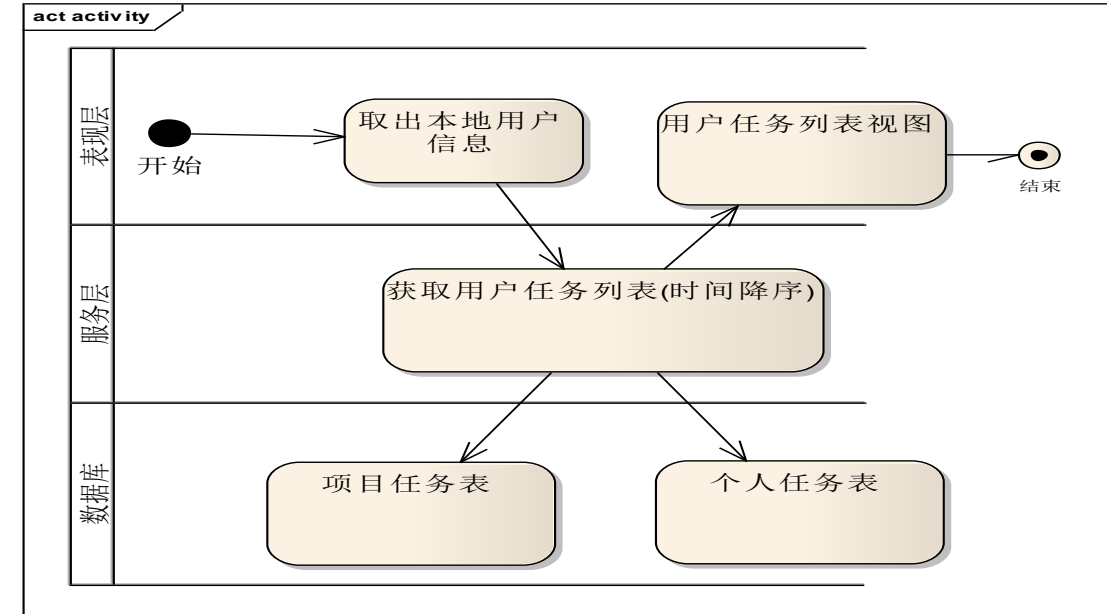 act activity
表现层
开始
取出本地用户
信息
用户任务列表视图
结束
服务层
获取用户任务列表(时间降序)
数据库
项目任务表
个人任务表